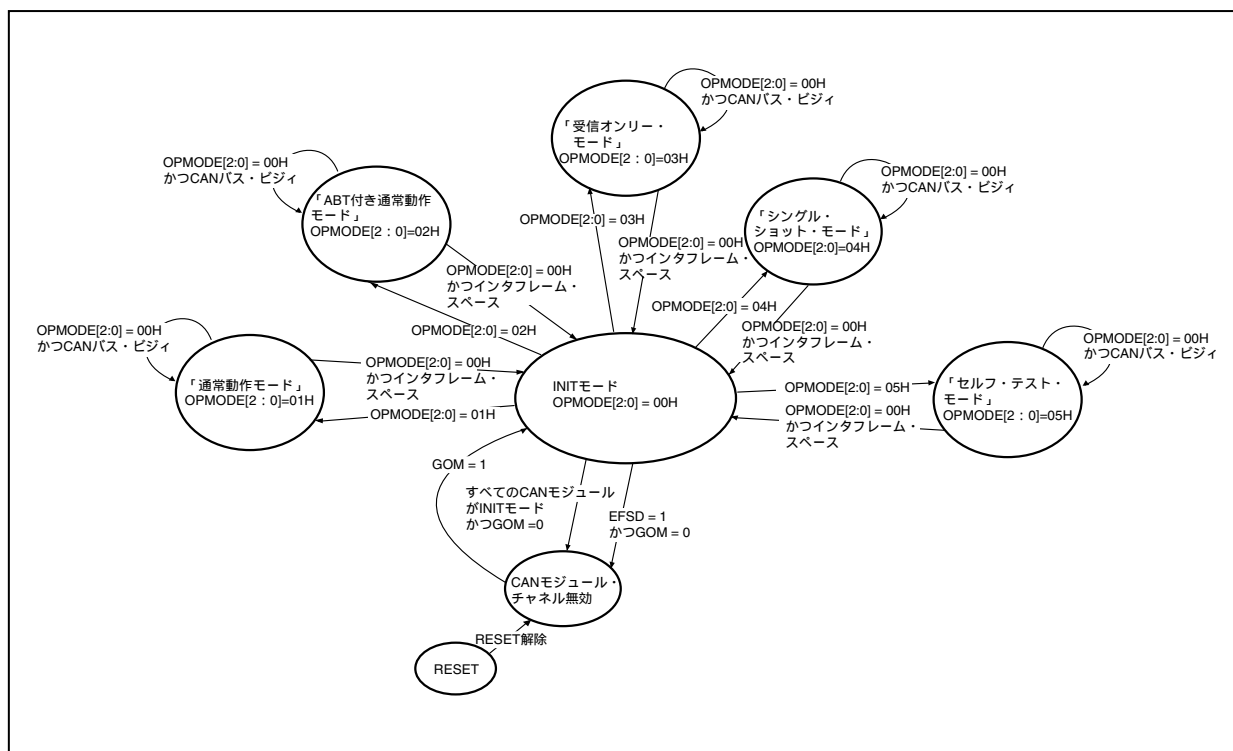 OPMODE[2:0] = 00H
かつCANバス・ビジィ
「受信オンリー・
モード」
OPMODE[2：0]=03H
OPMODE[2:0] = 00H
かつCANバス・ビジィ
「ABT付き通常動作
モード」
OPMODE[2：0]=02H
OPMODE[2:0] = 00H
かつCANバス・ビジィ
「シングル・
ショット・モード」
OPMODE[2:0]=04H
OPMODE[2:0] = 03H
OPMODE[2:0] = 00H
かつインタフレーム・
スペース
OPMODE[2:0] = 00H
かつインタフレーム・
スペース
OPMODE[2:0] = 04H
OPMODE[2:0] = 02H
OPMODE[2:0] = 00H
かつインタフレーム・
スペース
OPMODE[2:0] = 00H
かつCANバス・ビジィ
「通常動作モード」
OPMODE[2：0]=01H
OPMODE[2:0] = 00H
かつインタフレーム・
スペース
OPMODE[2:0] = 01H
INITモード
OPMODE[2:0] = 00H
OPMODE[2:0] = 00H
かつCANバス・ビジィ
OPMODE[2:0] = 05H
「セルフ・テスト・
モード」
OPMODE[2：0]=05H
OPMODE[2:0] = 00H
かつインタフレーム・
スペース
GOM = 1
すべてのCANモジュール
がINITモード
かつGOM =0
EFSD = 1
かつGOM = 0
CANモジュール・
チャネル無効
RESET解除
RESET